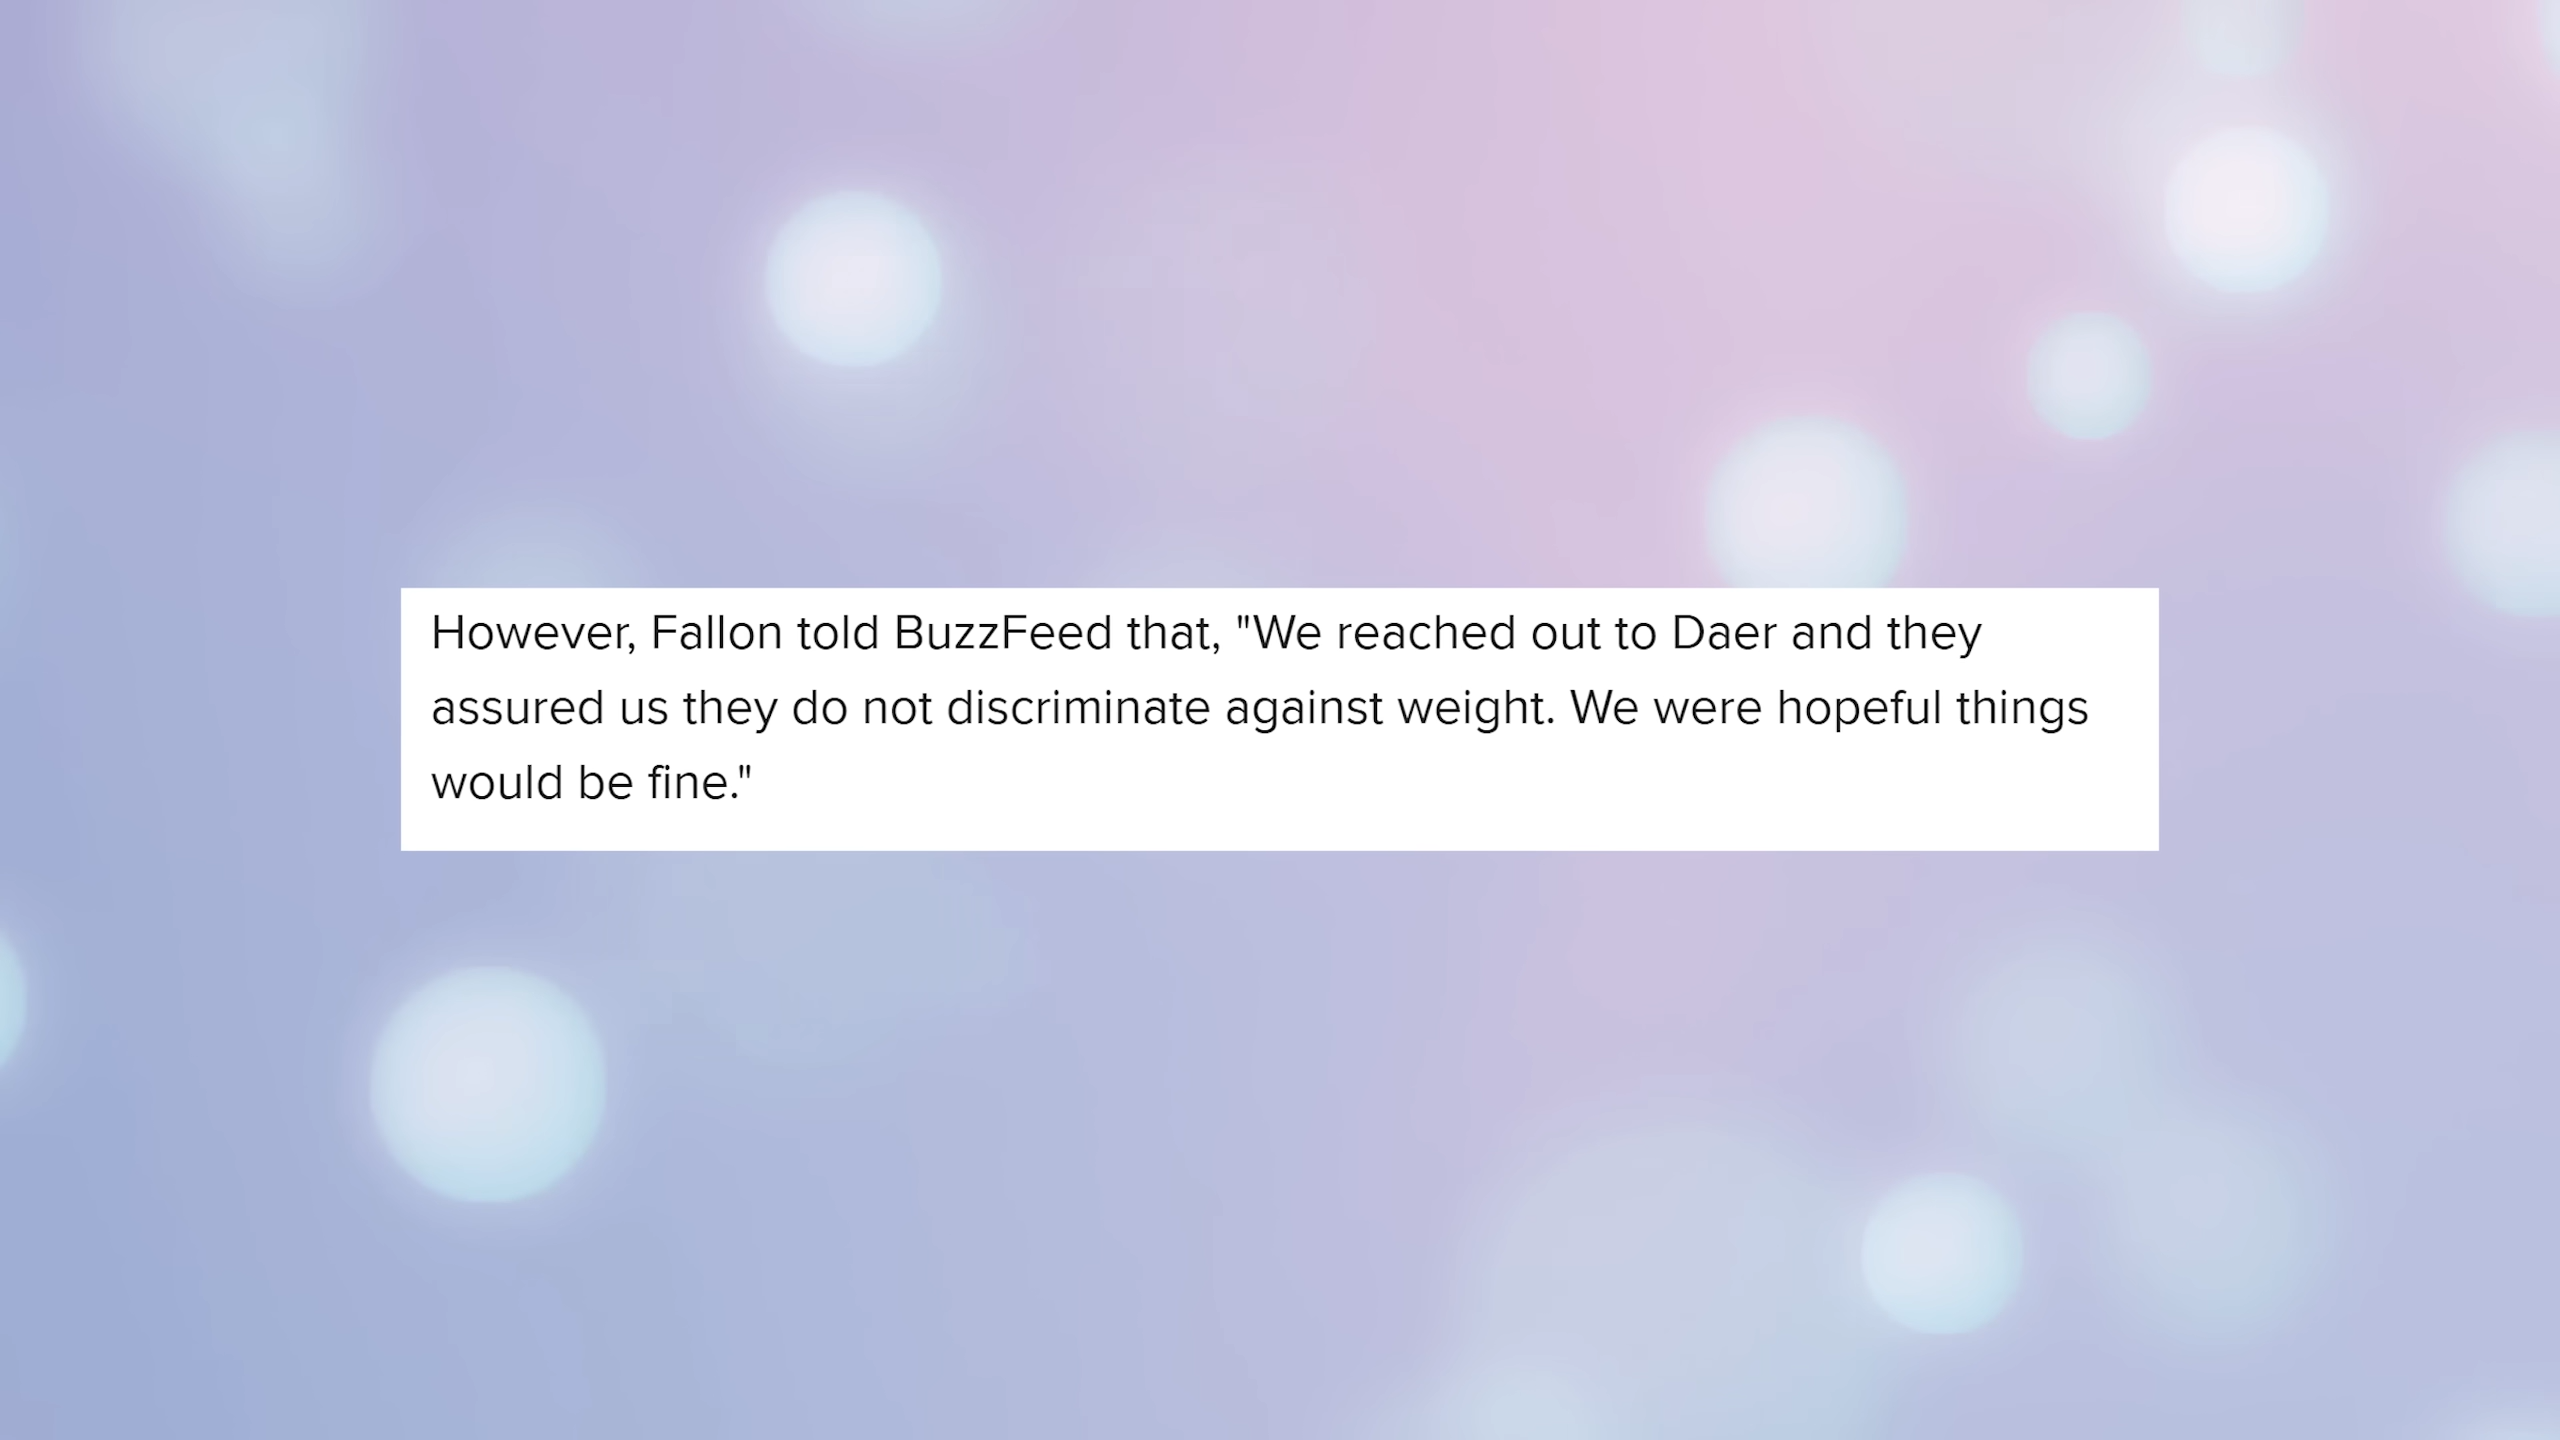 However, Fallon told BuzzFeed that, "We reached out to Daer and they
assured us they do not discriminate against weight. We were hopeful things
would be fine."